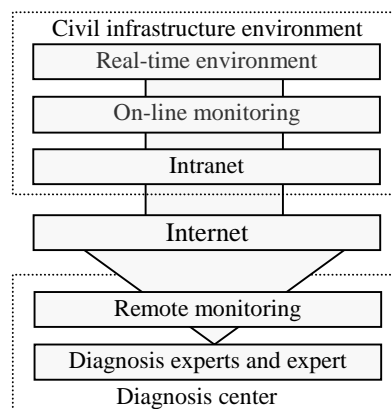 Civil infrastructure environment
Real-time environment
On-line monitoring
Intranet
Internet
Remote monitoring
Diagnosis experts and expert
Diagnosis center